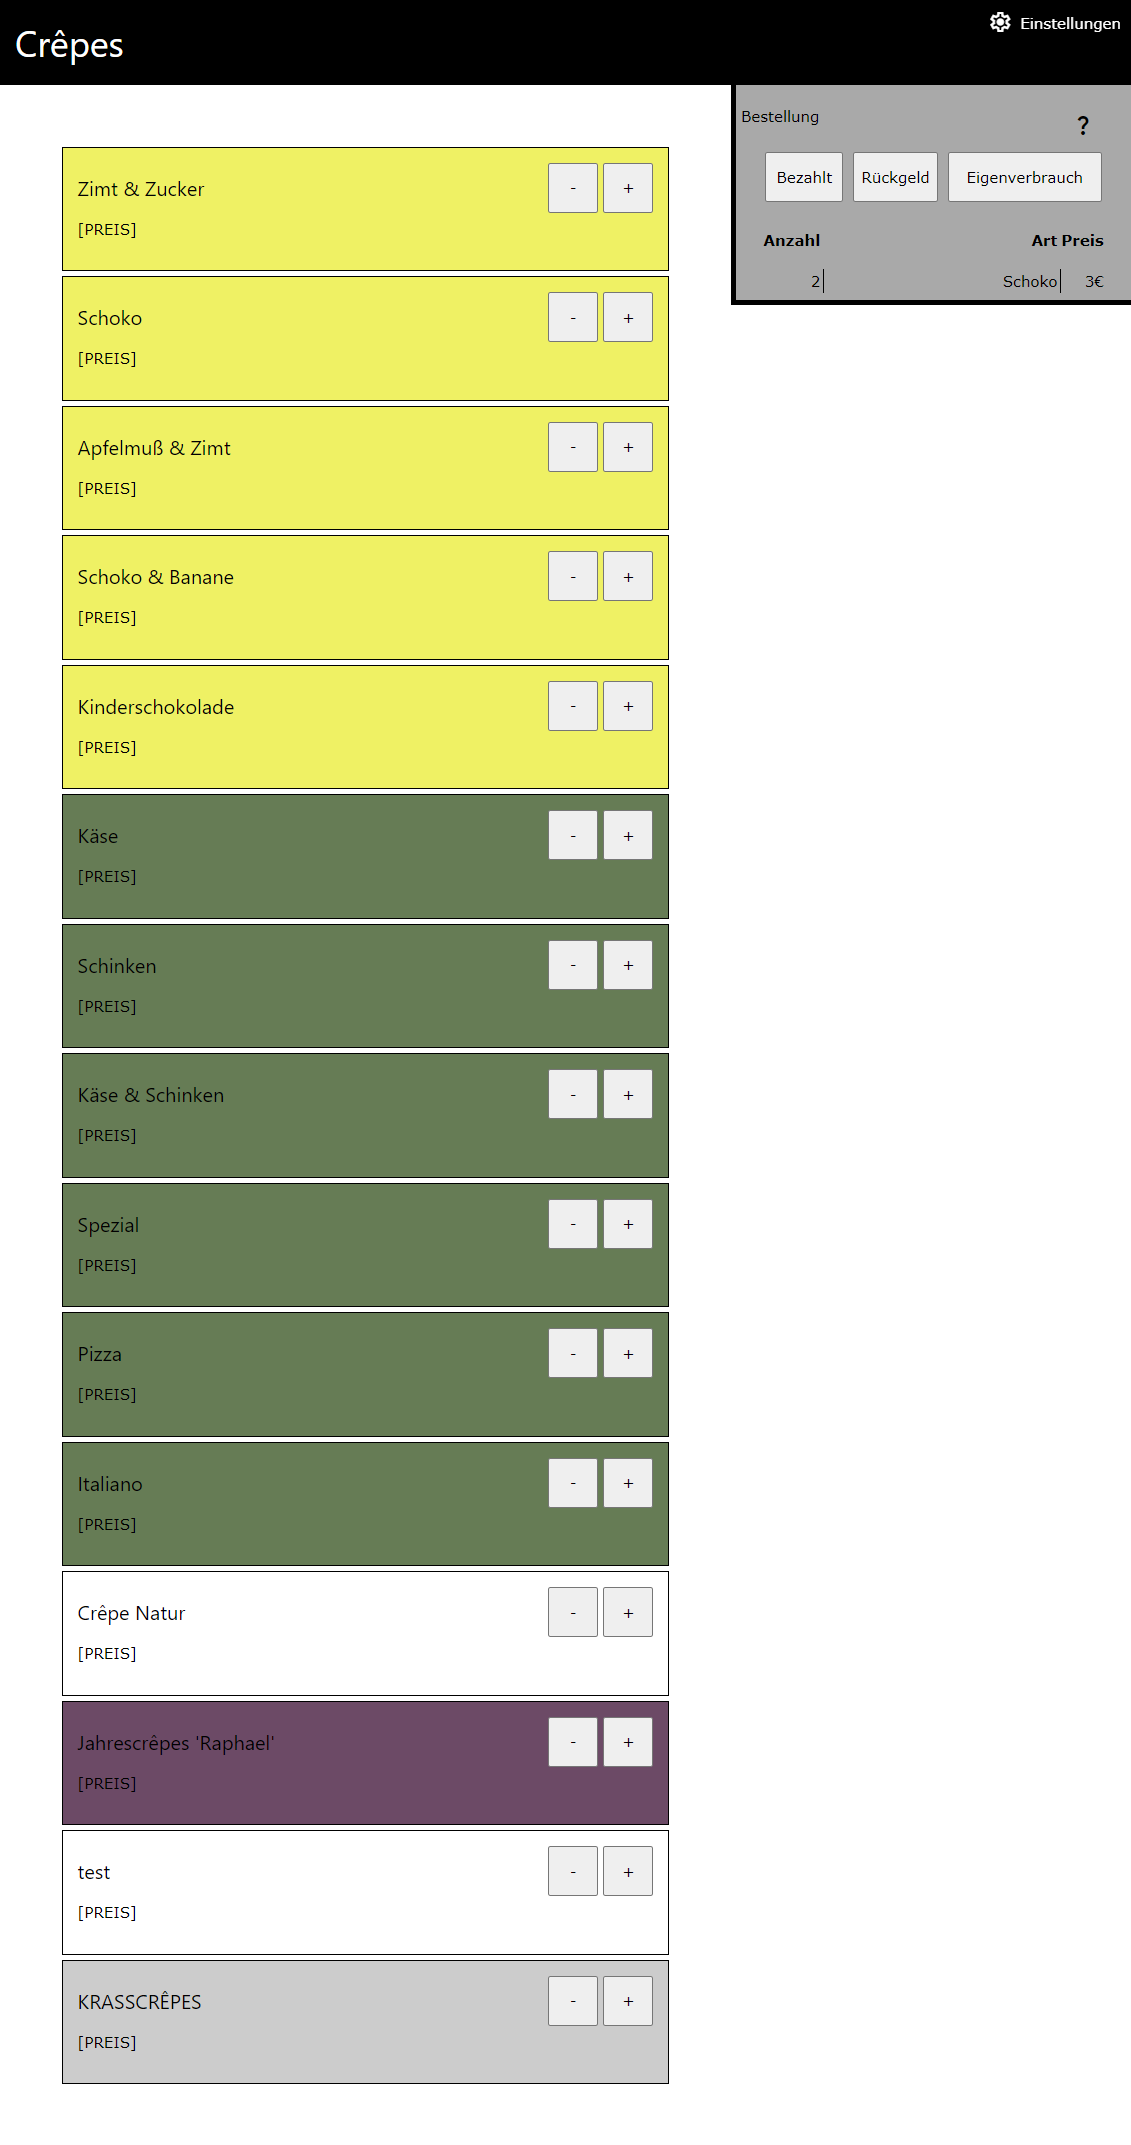 Crêpes
Einstellungen
Zimt & Zucker
- +
[PREIS]
Schoko
- +
[PREIS]
Apfelmuß & Zimt
- +
[PREIS]
Schoko & Banane
- +
[PREIS]
Kinderschokolade
- +
[PREIS]
Käse
- +
[PREIS]
Schinken
- +
[PREIS]
Käse & Schinken
- +
[PREIS]
Spezial
- +
[PREIS]
Pizza
- +
[PREIS]
Italiano
- +
[PREIS]
Crêpe Natur
- +
[PREIS]
Jahrescrêpes 'Raphael'
- +
[PREIS]
test
- +
[PREIS]
KRASSCRÊPES
- +
[PREIS]
Bestellung ?
Bezahlt Rückgeld Eigenverbrauch
Anzahl Art Preis
2 Schoko 3€